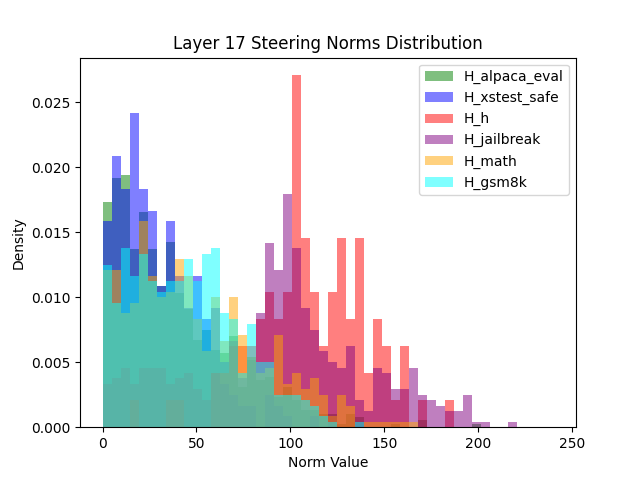 Layer 17 Steering Norms Distribution
H_alpaca_eval
H_xstest_safe
H_h
H_jailbreak
H_math
H_gsm8k
Density
0.025
0.020
0.015
0.010
0.005
0.000
0
50
100
150
200
250
Norm Value